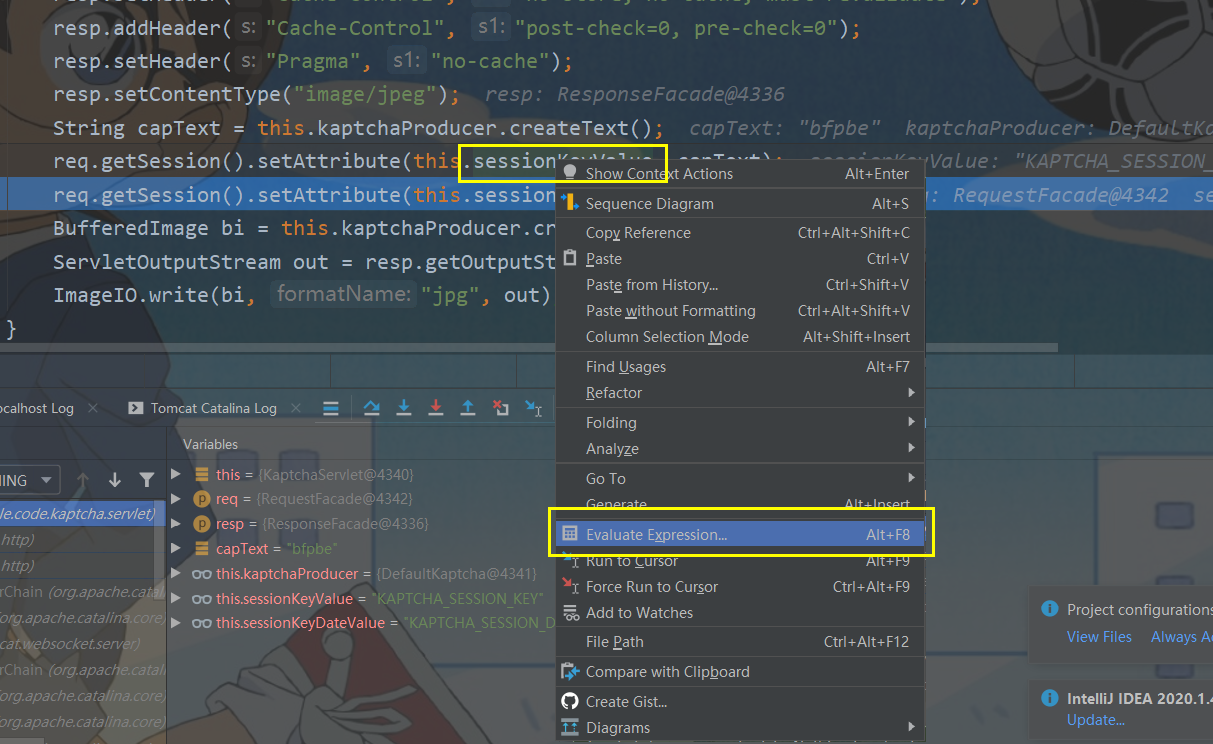 resp.addHeader( s: "Cache-Control", s1: "post-check=0, pre-check=0");
resp.setHeader( s: "Pragma", s1: "no-cache");
resp.setContentType("image/jpeg"); resp: ResponseFacade@4336
String capText = this.kaptchaProducer.createText(); capText: "bfpbe" kaptchaProducer: DefaultKa
req.getSession().setAttribute(this.sessionKeyValue, capText); sessionKeyValue: "KAPTCHA_SESSION_
req.getSession().setAttribute(this.session RequestFacade@4342 se
BufferedImage bi = this.kaptchaProducer.cr
ServletOutputStream out = resp.getOutputSt
ImageIO.write(bi, formatName: "jpg", out)
}
Show Context Actions Alt+Enter
Sequence Diagram Alt+S
Copy Reference Ctrl+Alt+Shift+C
Paste Ctrl+V
Paste from History... Ctrl+Shift+V
Paste without Formatting Ctrl+Alt+Shift+V
Column Selection Mode Alt+Shift+Insert
Find Usages Alt+F7
Refactor
Folding
Analyze
Go To
Generate Alt+Insert
Evaluate Expression... Alt+F8
Run to Cursor Alt+F9
Force Run to Cursor Ctrl+Alt+F9
Add to Watches
File Path Ctrl+Alt+F12
Compare with Clipboard
Create Gist...
Diagrams
ocalhost Log Tomcat Catalina Log
Variables
NING
le.code.kaptcha.servlet)
http)
http)
rChain (org.apache.catal
org.apache.catalina.core)
cat.websocket.server)
rChain (org.apache.catal
(org.apache.catalina.core)
org.apache.catalina.core)
this = {KaptchaServlet@4340}
p req = {RequestFacade@4342}
p resp = {ResponseFacade@4336}
capText = "bfpbe"
this.kaptchaProducer = {DefaultKaptcha@4341}
this.sessionKeyValue = "KAPTCHA_SESSION_KEY"
this.sessionKeyDateValue = "KAPTCHA_SESSION_D
Project configurations
View Files Always Ad
IntelliJ IDEA 2020.1.4
Update...